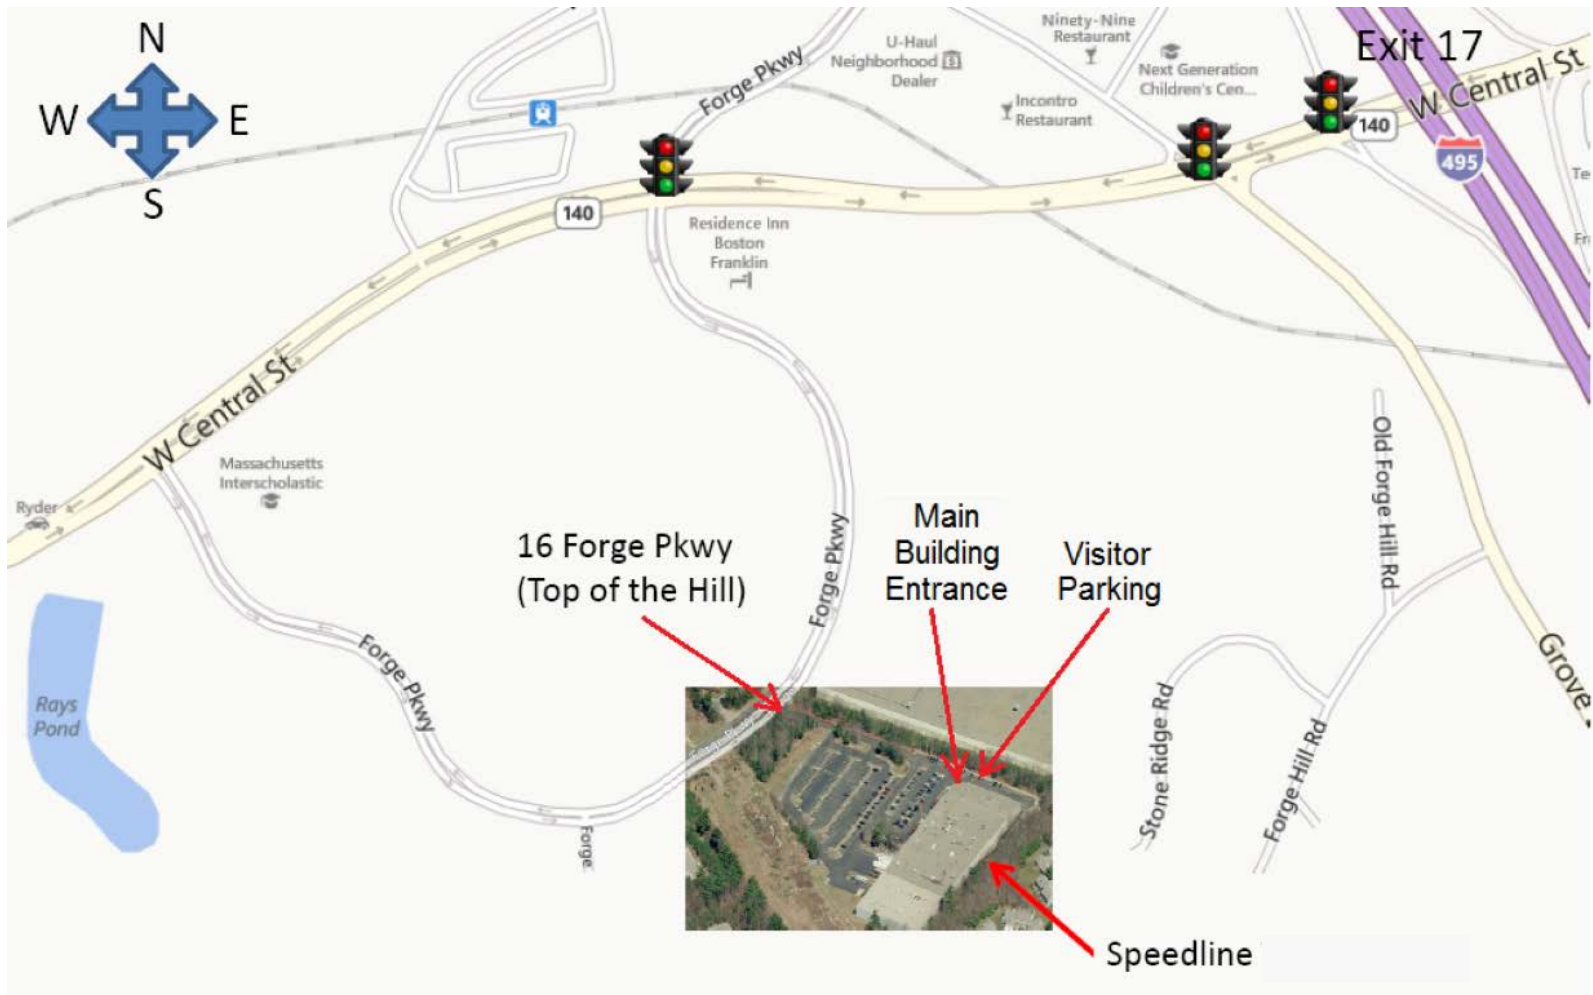 N
W
E
S
Exit 17
W Central St
140
495
Ninety-Nine
Restaurant
U-Haul
Neighborhood
Dealer
Next Generation
Children's Cen...
Incontro
Restaurant
Forge Pkwy
140
Residence Inn
Boston
Franklin
W Central St
Massachusetts
Interscholastic
Ryder
Rays
Pond
Forge Pkwy
Forge
16 Forge Pkwy
(Top of the Hill)
Forge Pkwy
Main
Building
Entrance
Visitor
Parking
Old Forge Hill Rd
Grove
Stone Ridge Rd
Forge Hill Rd
Speedline